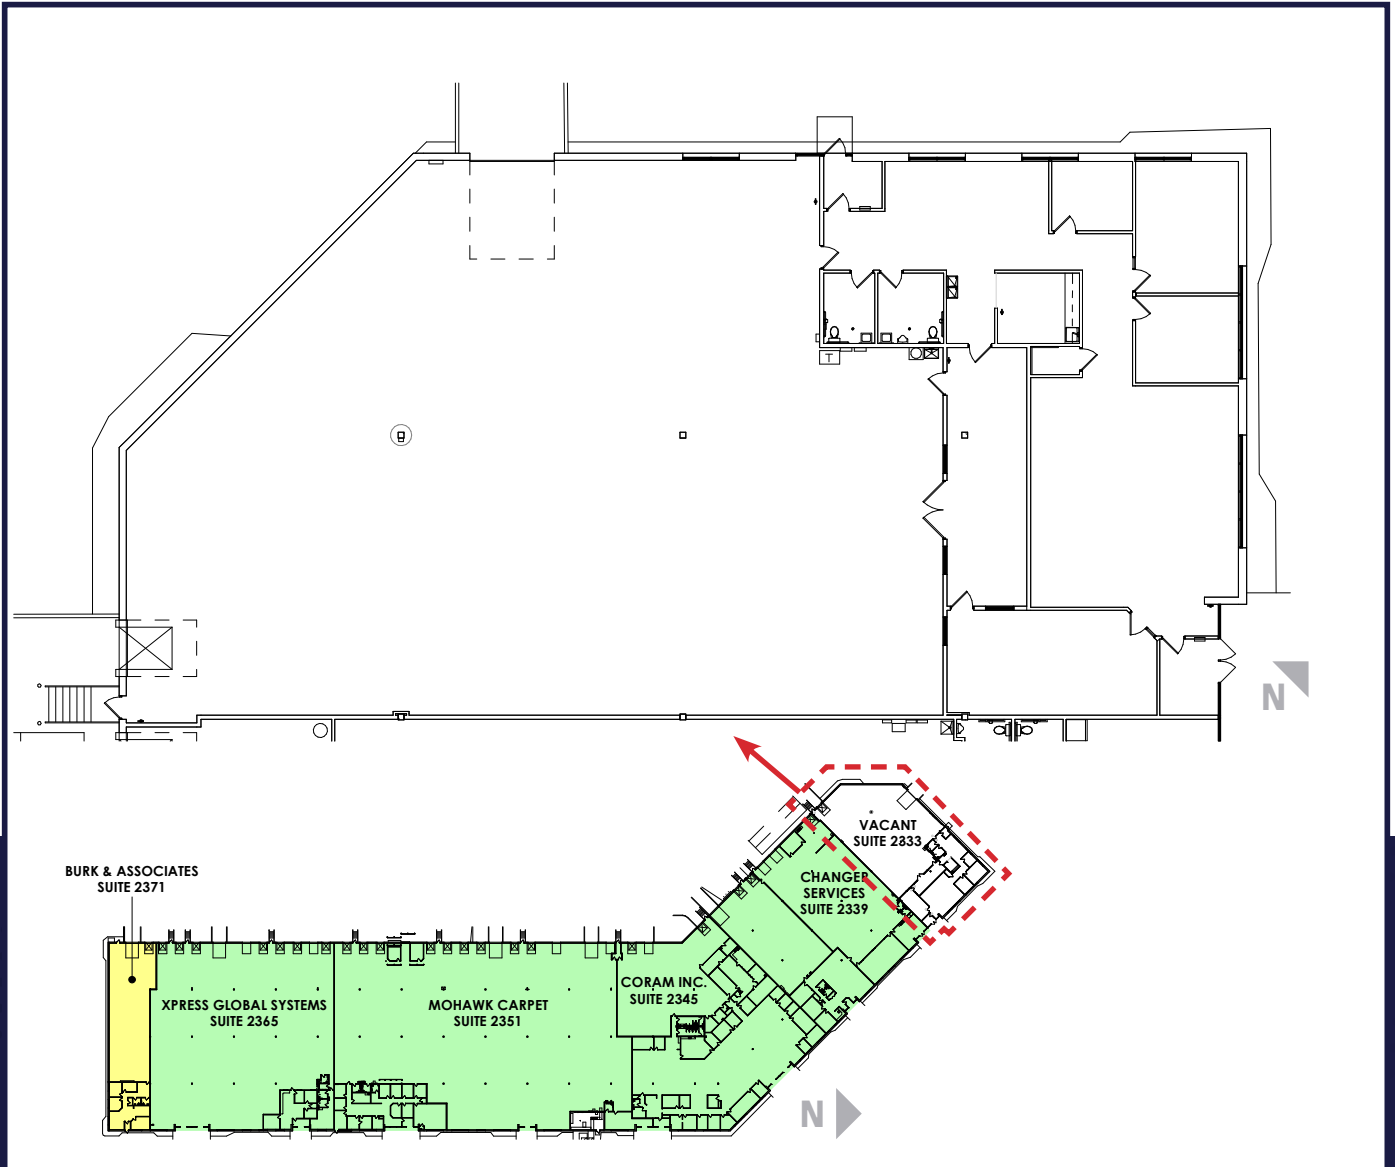 T
N
VACANT
SUITE 2333
BURK & ASSOCIATES
SUITE 2371
CHANGER
SERVICES
SUITE 2339
CORAM INC.
SUITE 2345
XPRESS GLOBAL SYSTEMS
SUITE 2365
MOHAWK CARPET
SUITE 2351
N